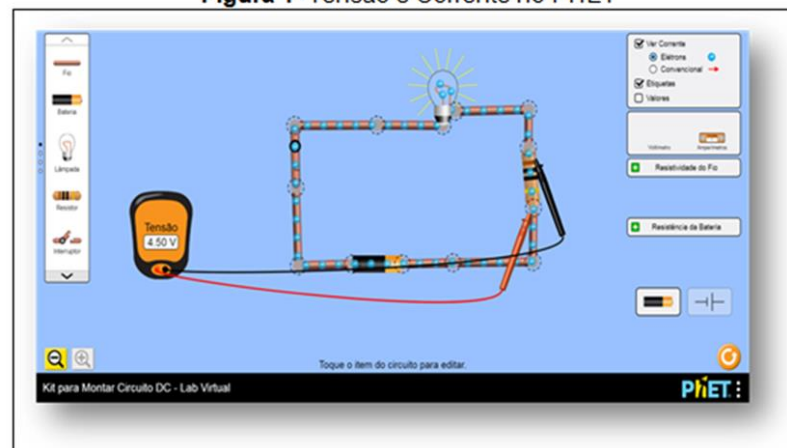 Figura 1- Tensão e Corrente no PHET
Fio
Bateria
Lâmpada
Resistor
Interruptor
Tensão
4.50 V
Ver Corrente
Elétrons
Convencional
Etiquetas
Valores
Voltímetro
Amperímetro
Resistividade do Fio
Resistência da Bateria
Toque o item do circuito para editar.
Kit para Montar Circuito DC - Lab Virtual
PhET